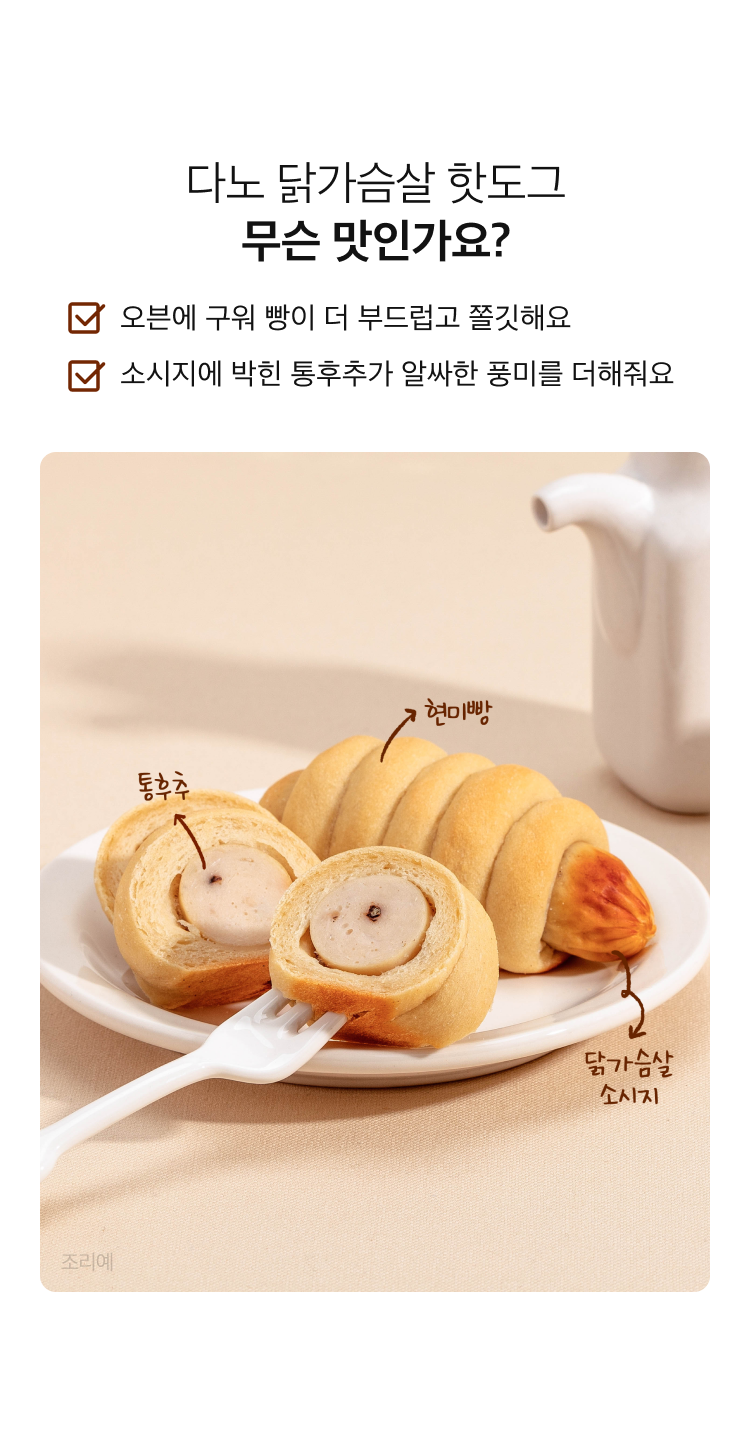 다노 닭가슴살 핫도그
무슨 맛인가요?
오븐에 구워 빵이 더 부드럽고 쫄깃해요
소시지에 박힌 통후추가 알싸한 풍미를 더해줘요
현미빵
통후추
닭가슴살
소시지
조리예